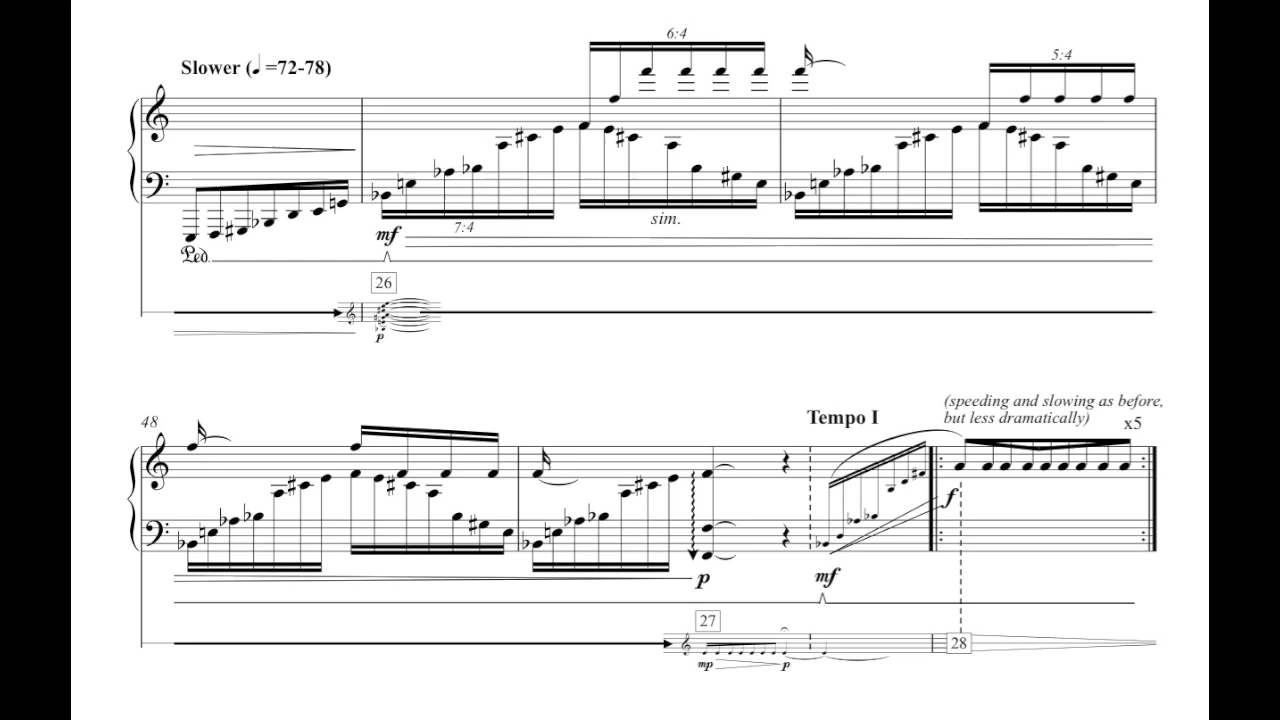 6:4
Slower (♩=72-78)
5:4
7:4
sim.
mf
Ped.
26
p
(speeding and slowing as before,
48
Tempo I
but less dramatically)
x5
f
p
mf
27
28
mp
p